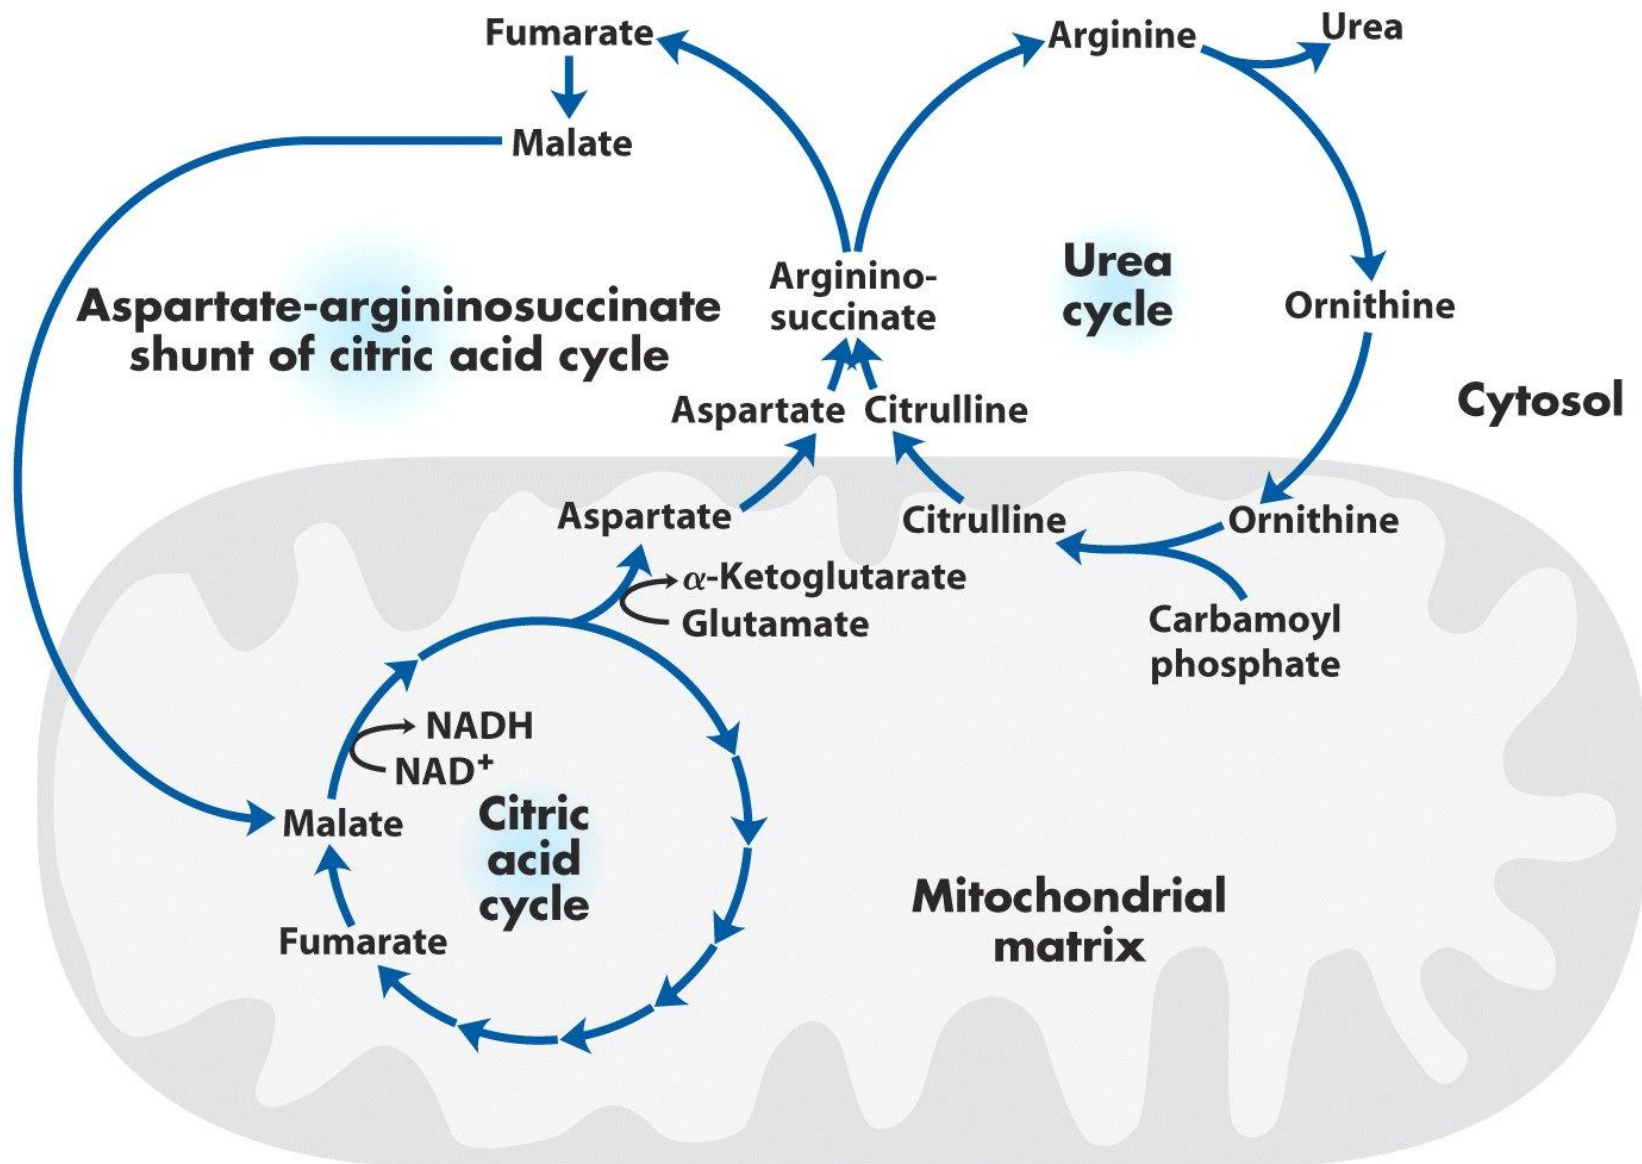 Fumarate
Arginine
Urea
Malate
Aspartate-argininosuccinate
shunt of citric acid cycle
Arginino-
succinate
Urea
cycle
Ornithine
Cytosol
Aspartate
Citrulline
Aspartate
Citrulline
Ornithine
α-Ketoglutarate
Glutamate
Carbamoyl
phosphate
NADH
NAD⁺
Malate
Citric
acid
cycle
Fumarate
Mitochondrial
matrix